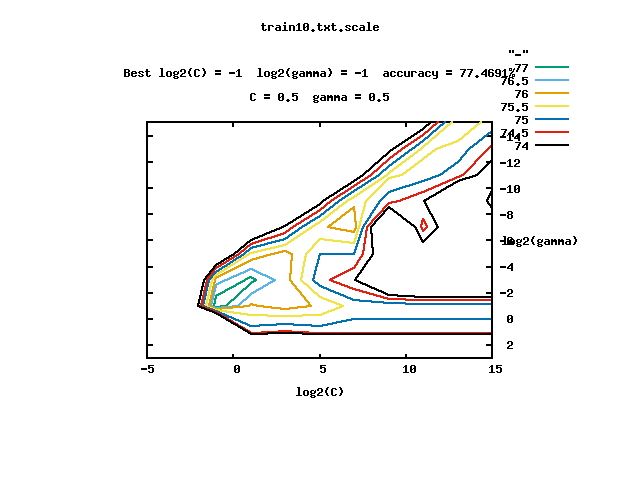 train10.txt.scale
"_"
Best log2(C) = -1 log2(gamma) = -1 accuracy = 77.4691%
77
76.5
C = 0.5 gamma = 0.5
76
75.5
75
74.5
74
-14
-12
-10
-8
-6
log2(gamma)
-4
-2
0
2
-5 0 5 10 15
log2(C)